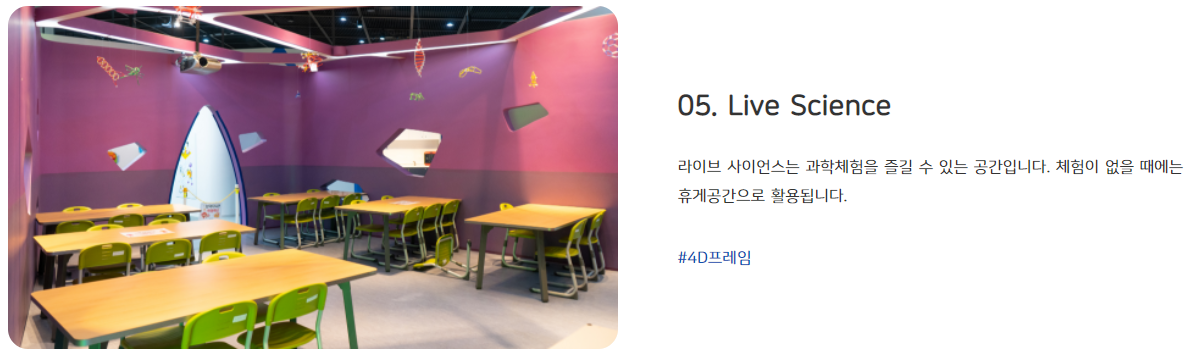 05. Live Science
라이브 사이언스는 과학체험을 즐길 수 있는 공간입니다. 체험이 없을 때에는
휴게공간으로 활용됩니다.
#4D프레임